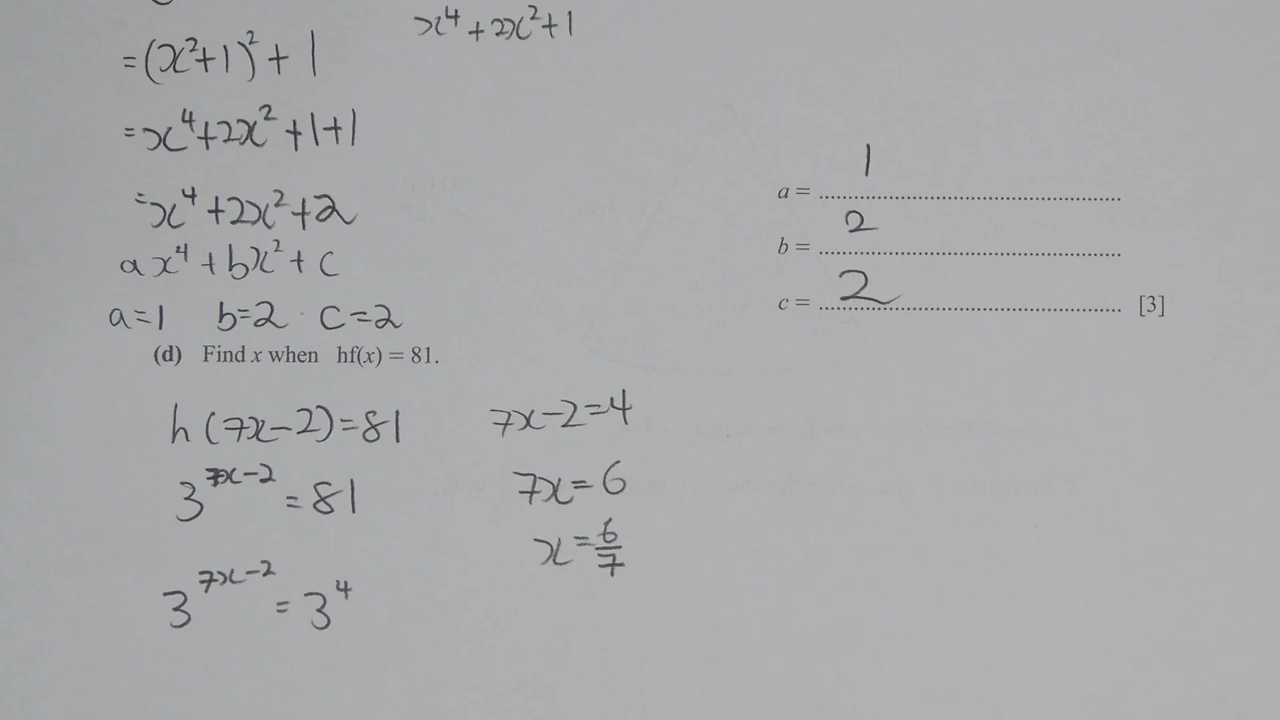 x⁴+2x²+1
=(x²+1)²+1
=x⁴+2x²+1+1
=x⁴+2x²+2
ax⁴+bx²+c
a=1 b=2 c=2
a = 1
b = 2
c = 2 [3]
(d) Find x when hf(x) = 81.
h(7x-2)=81
3^(7x-2)=81
3^(7x-2)=3⁴
7x-2=4
7x=6
x=6/7